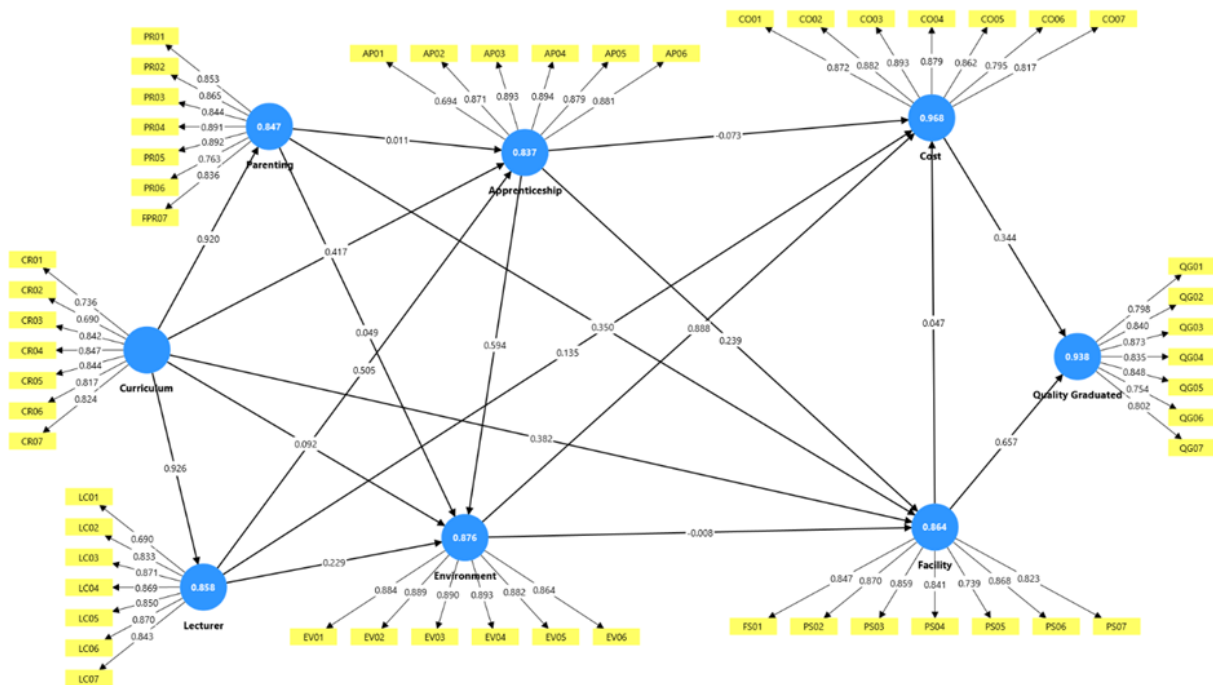 CO01 CO02 CO03 CO04 CO05 CO06 CO07
0.872 0.882 0.893 0.879 0.862 0.795 0.817
0.968
Cost
PR01
PR02
PR03
PR04
PR05
PR06
FPR07
0.853
0.865
0.844
0.891
0.892
0.763
0.836
0.847
Parenting
AP01 AP02 AP03 AP04 AP05 AP06
0.694 0.871 0.893 0.894 0.879 0.881
0.837
Apprenticeship
0.011
-0.073
0.920
0.417
0.344
CR01
CR02
CR03
CR04
CR05
CR06
CR07
0.736
0.690
0.842
0.847
0.844
0.817
0.824
Curriculum
0.049
0.594
0.505
0.350
0.135
0.888
0.239
0.047
QG01
QG02
QG03
QG04
QG05
QG06
QG07
0.798
0.840
0.873
0.835
0.848
0.754
0.802
0.938
Quality Graduated
0.926
0.092
0.382
0.657
LC01
LC02
LC03
LC04
LC05
LC06
LC07
0.690
0.833
0.871
0.869
0.850
0.870
0.843
0.858
Lecturer
0.229
0.876
Environment
-0.008
0.864
Facility
0.884 0.889 0.890 0.893 0.882 0.864
EV01 EV02 EV03 EV04 EV05 EV06
0.847 0.870 0.859 0.841 0.739 0.868 0.823
FS01 PS02 PS03 PS04 PS05 PS06 PS07